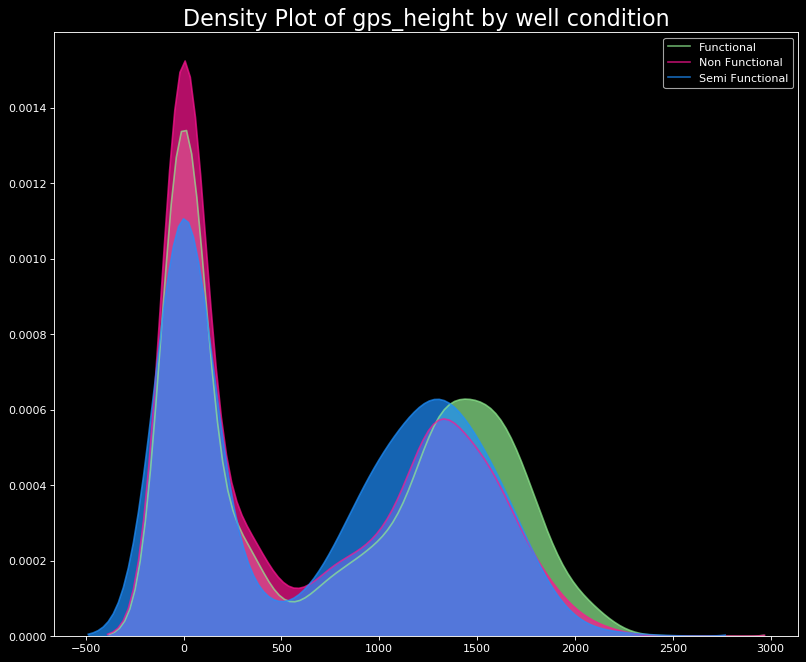 Density Plot of gps_height by well condition
Functional
Non Functional
Semi Functional
0.0014
0.0012
0.0010
0.0008
0.0006
0.0004
0.0002
0.0000
−500 0 500 1000 1500 2000 2500 3000